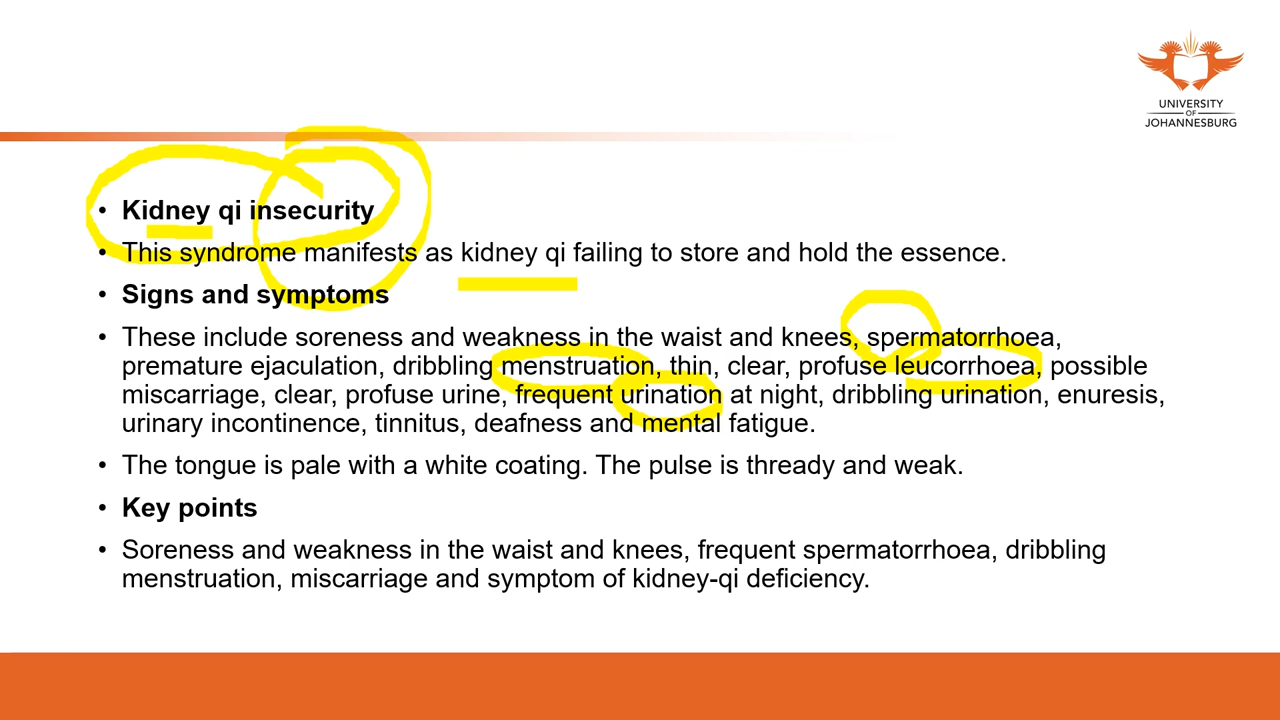 UNIVERSITY
OF
JOHANNESBURG
• Kidney qi insecurity
• This syndrome manifests as kidney qi failing to store and hold the essence.
• Signs and symptoms
• These include soreness and weakness in the waist and knees, spermatorrhoea,
premature ejaculation, dribbling menstruation, thin, clear, profuse leucorrhoea, possible
miscarriage, clear, profuse urine, frequent urination at night, dribbling urination, enuresis,
urinary incontinence, tinnitus, deafness and mental fatigue.
• The tongue is pale with a white coating. The pulse is thready and weak.
• Key points
• Soreness and weakness in the waist and knees, frequent spermatorrhoea, dribbling
menstruation, miscarriage and symptom of kidney-qi deficiency.